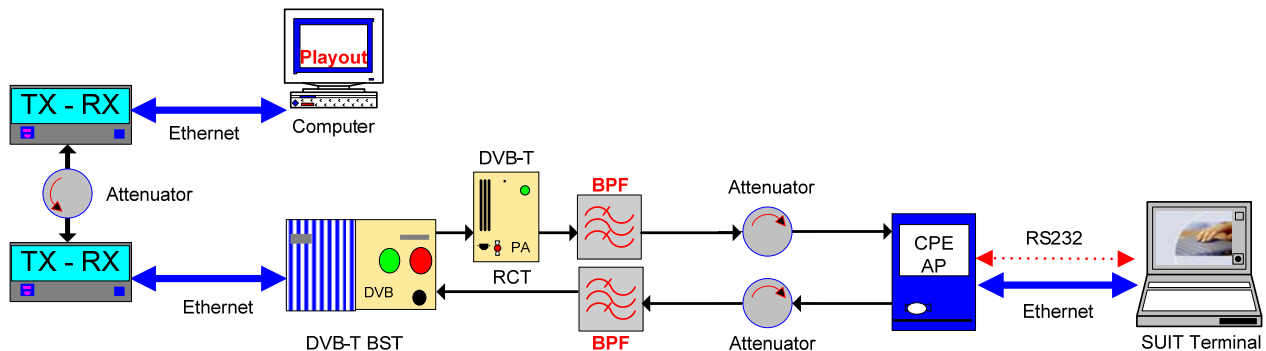 Playout
TX - RX
Ethernet
Computer
Attenuator
TX - RX
Ethernet
DVB
DVB-T BST
DVB-T
PA
RCT
BPF
BPF
Attenuator
Attenuator
CPE
AP
RS232
Ethernet
SUIT Terminal